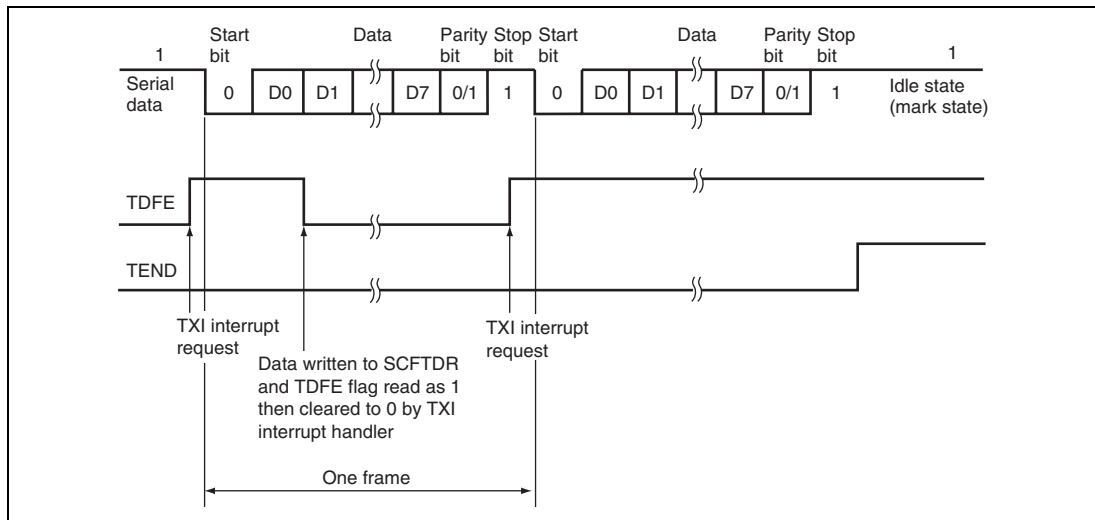 Start Data Parity Stop Start Data Parity Stop
1 bit bit bit bit bit bit 1
Serial data 0 D0 D1 D7 0/1 1 0 D0 D1 D7 0/1 1 Idle state (mark state)
TDFE
TEND
TXI interrupt
request
Data written to SCFTDR
and TDFE flag read as 1
then cleared to 0 by TXI
interrupt handler
TXI interrupt
request
One frame